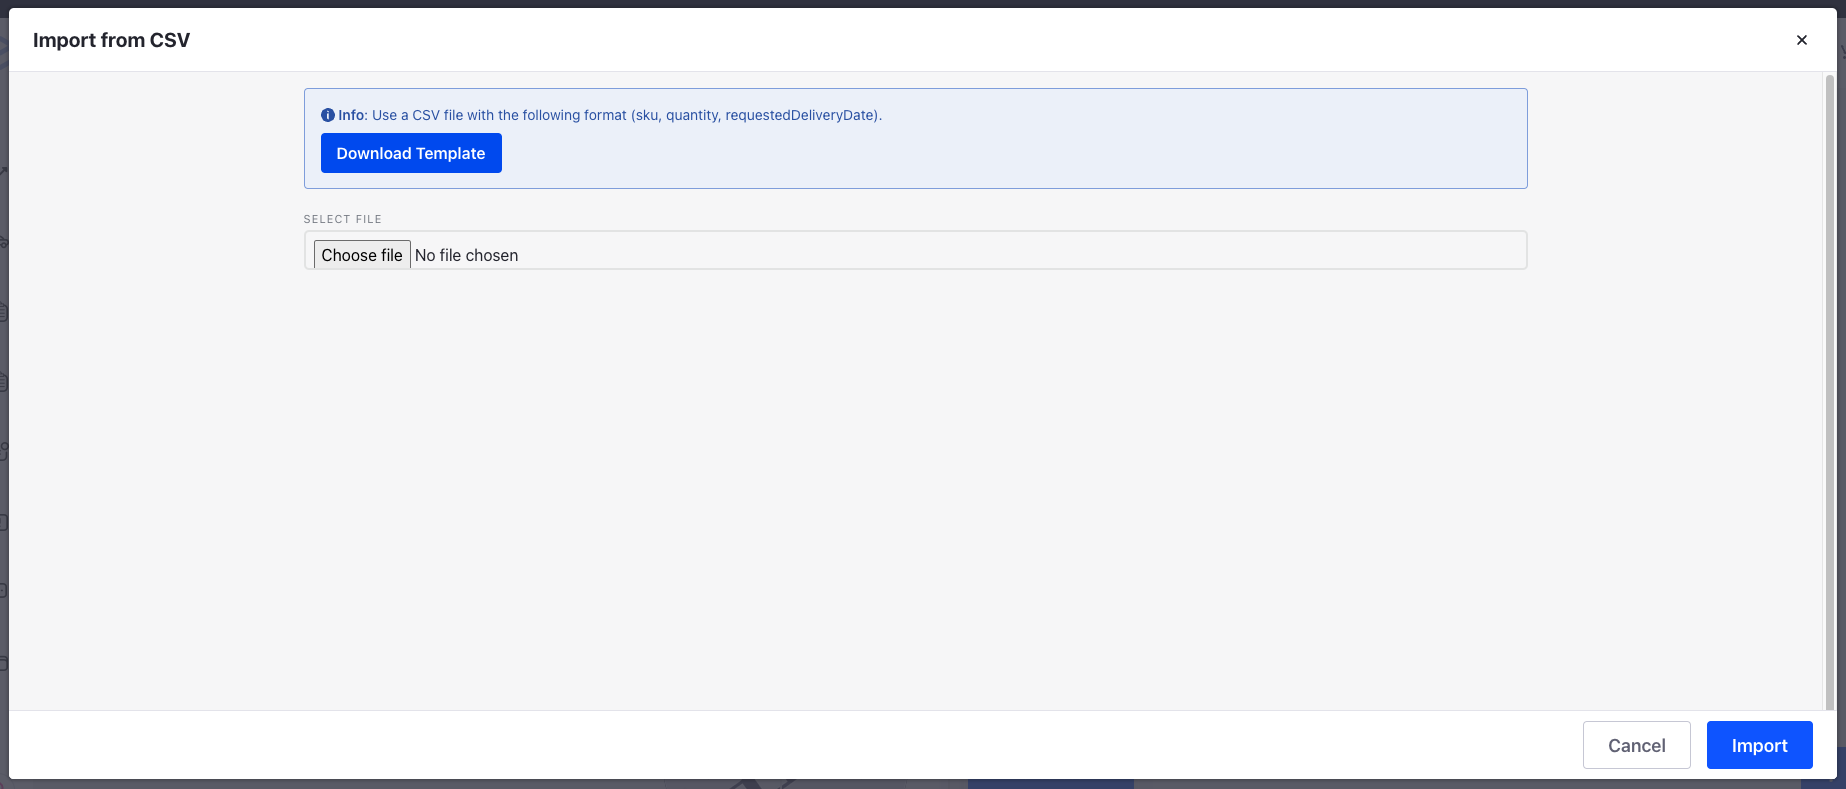 Import from CSV
Info: Use a CSV file with the following format (sku, quantity, requestedDeliveryDate).
Download Template
SELECT FILE
Choose file No file chosen
Cancel
Import